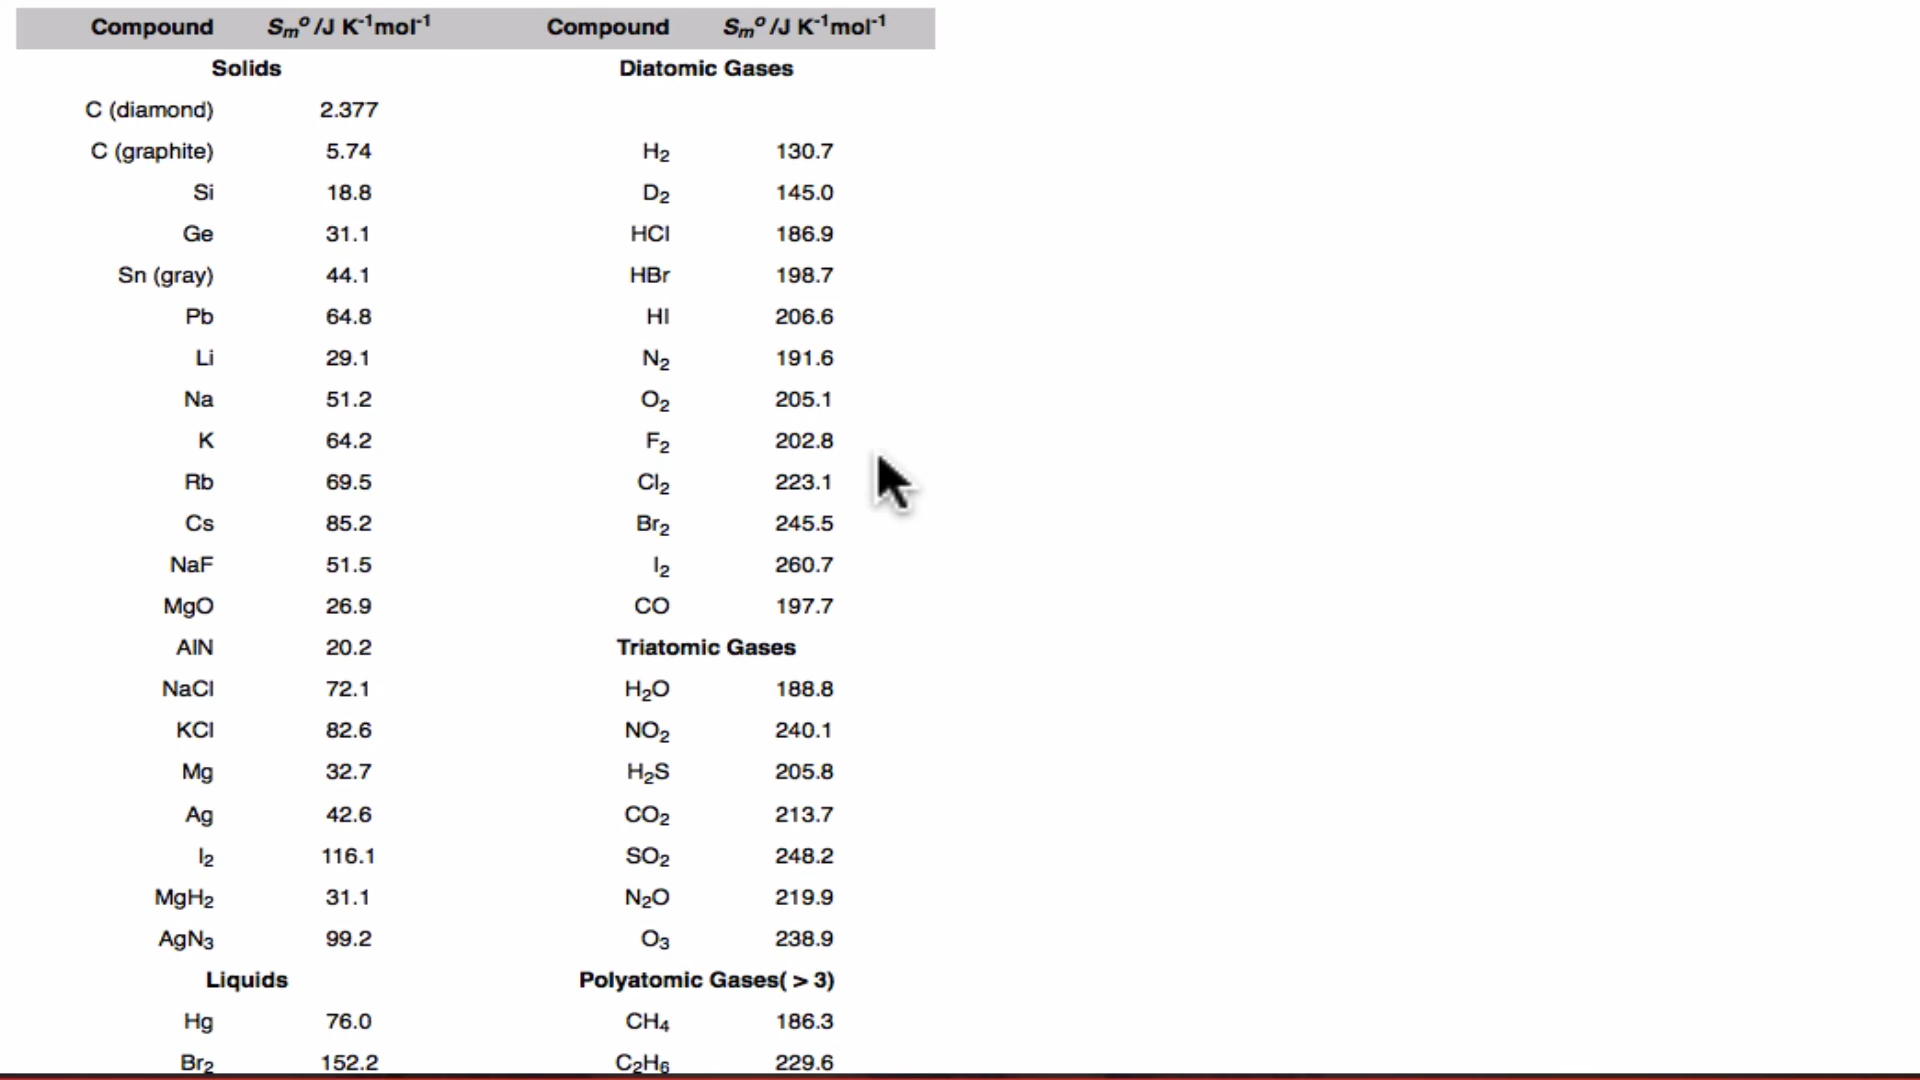 Compound Sₘᵒ /J K⁻¹mol⁻¹ Compound Sₘᵒ /J K⁻¹mol⁻¹
Solids Diatomic Gases
C (diamond) 2.377
C (graphite) 5.74 H₂ 130.7
Si 18.8 D₂ 145.0
Ge 31.1 HCl 186.9
Sn (gray) 44.1 HBr 198.7
Pb 64.8 HI 206.6
Li 29.1 N₂ 191.6
Na 51.2 O₂ 205.1
K 64.2 F₂ 202.8
Rb 69.5 Cl₂ 223.1
Cs 85.2 Br₂ 245.5
NaF 51.5 I₂ 260.7
MgO 26.9 CO 197.7
AlN 20.2 Triatomic Gases
NaCl 72.1 H₂O 188.8
KCl 82.6 NO₂ 240.1
Mg 32.7 H₂S 205.8
Ag 42.6 CO₂ 213.7
I₂ 116.1 SO₂ 248.2
MgH₂ 31.1 N₂O 219.9
AgN₃ 99.2 O₃ 238.9
Liquids Polyatomic Gases( > 3)
Hg 76.0 CH₄ 186.3
Br₂ 152.2 C₂H₆ 229.6